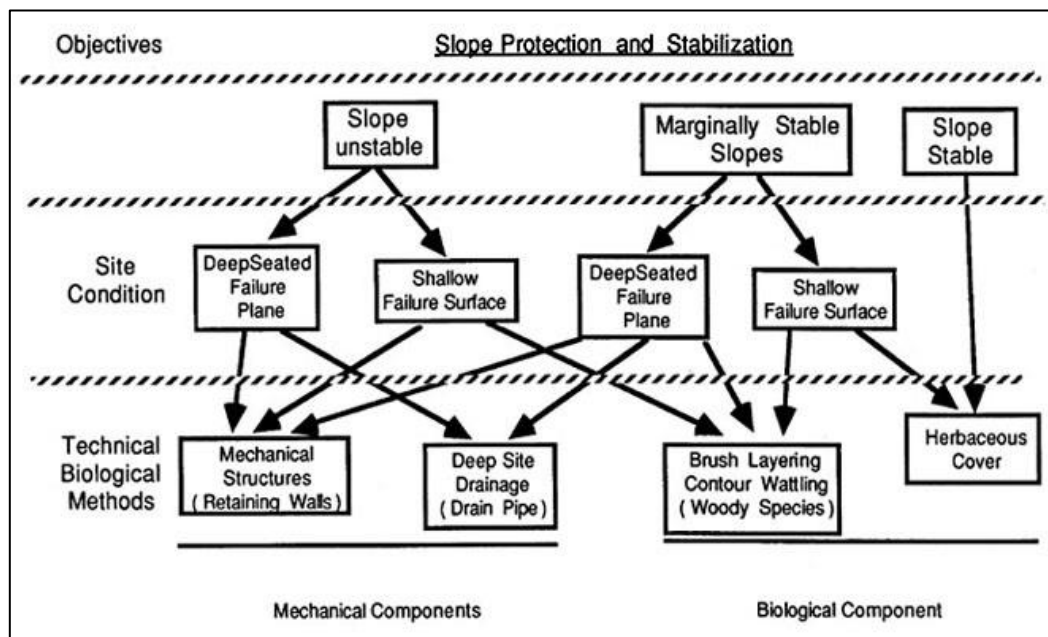 Objectives
Slope Protection and Stabilization
Slope
unstable
Marginally Stable
Slopes
Slope
Stable
Site
Condition
DeepSeated
Failure
Plane
Shallow
Failure Surface
DeepSeated
Failure
Plane
Shallow
Failure Surface
Technical
Biological
Methods
Mechanical
Structures
(Retaining Walls)
Deep Site
Drainage
(Drain Pipe)
Brush Layering
Contour Wattling
(Woody Species)
Herbaceous
Cover
Mechanical Components
Biological Component